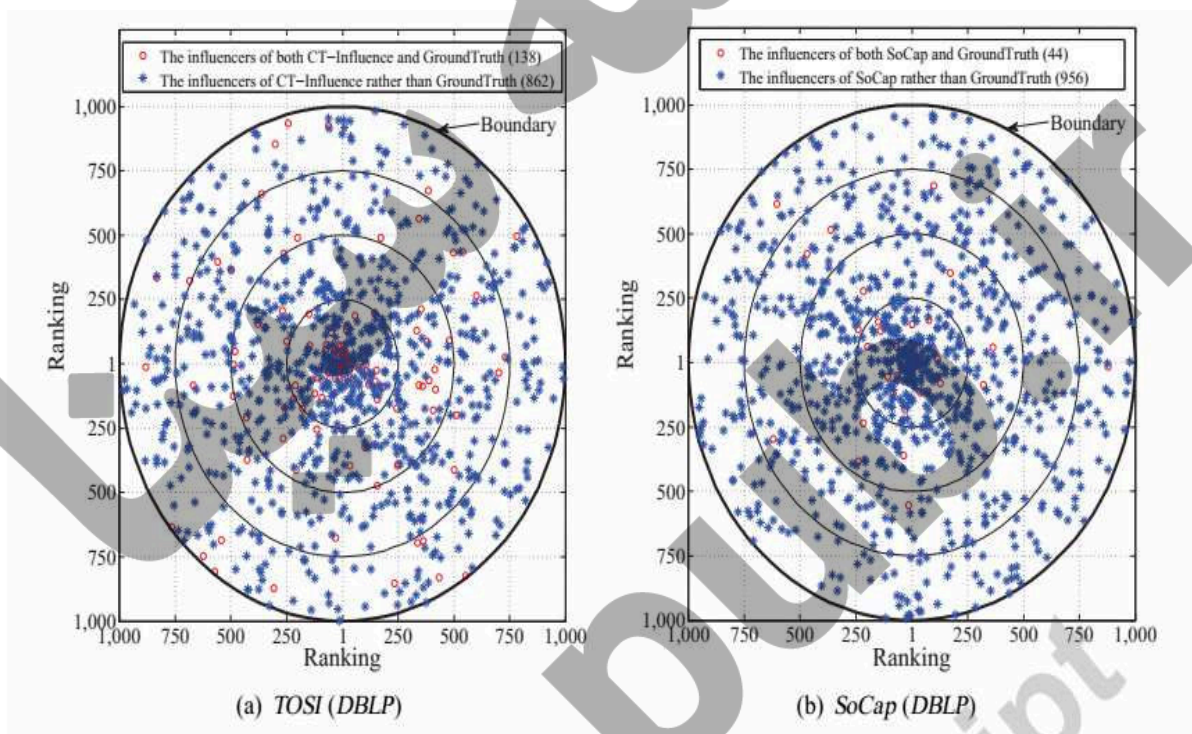 The influencers of both CT-Influence and GroundTruth (138)
The influencers of CT-Influence rather than GroundTruth (862)
Boundary
1,000
750
500
250
1
250
500
750
1,000
Ranking
1,000 750 500 250 1 250 500 750 1,000
Ranking
(a) TOSI (DBLP)
The influencers of both SoCap and GroundTruth (44)
The influencers of SoCap rather than GroundTruth (956)
Boundary
1,000
750
500
250
1
250
500
750
1,000
Ranking
1,000 750 500 250 1 250 500 750 1,000
Ranking
(b) SoCap (DBLP)